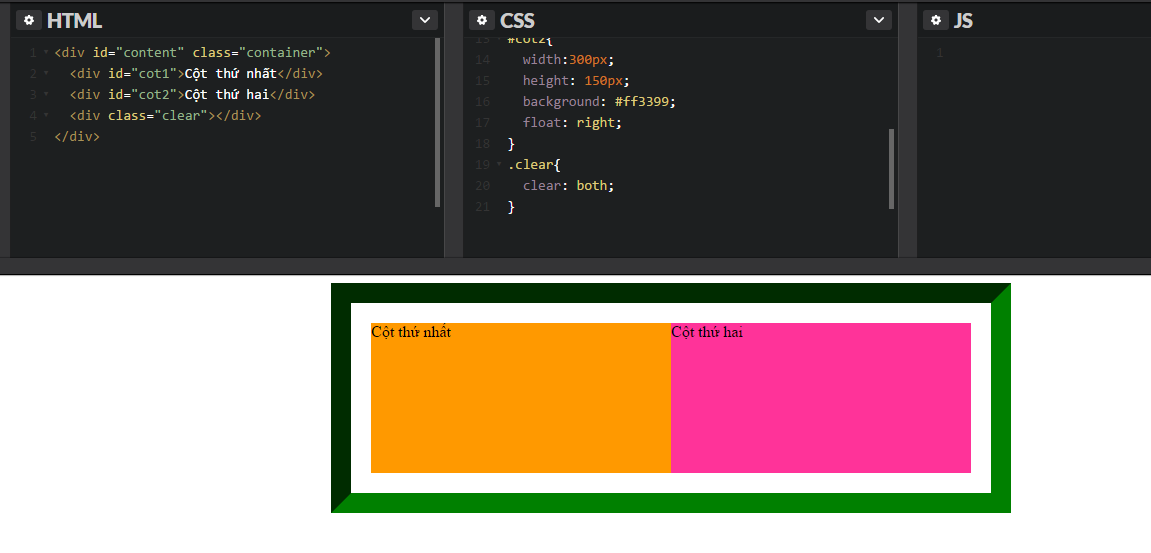 HTML
1 <div id="content" class="container">
2 <div id="cot1">Cột thứ nhất</div>
3 <div id="cot2">Cột thứ hai</div>
4 <div class="clear"></div>
5 </div>
CSS
13 #cot2{
14 width:300px;
15 height: 150px;
16 background: #ff3399;
17 float: right;
18 }
19 .clear{
20 clear: both;
21 }
JS
1
Cột thứ nhất
Cột thứ hai